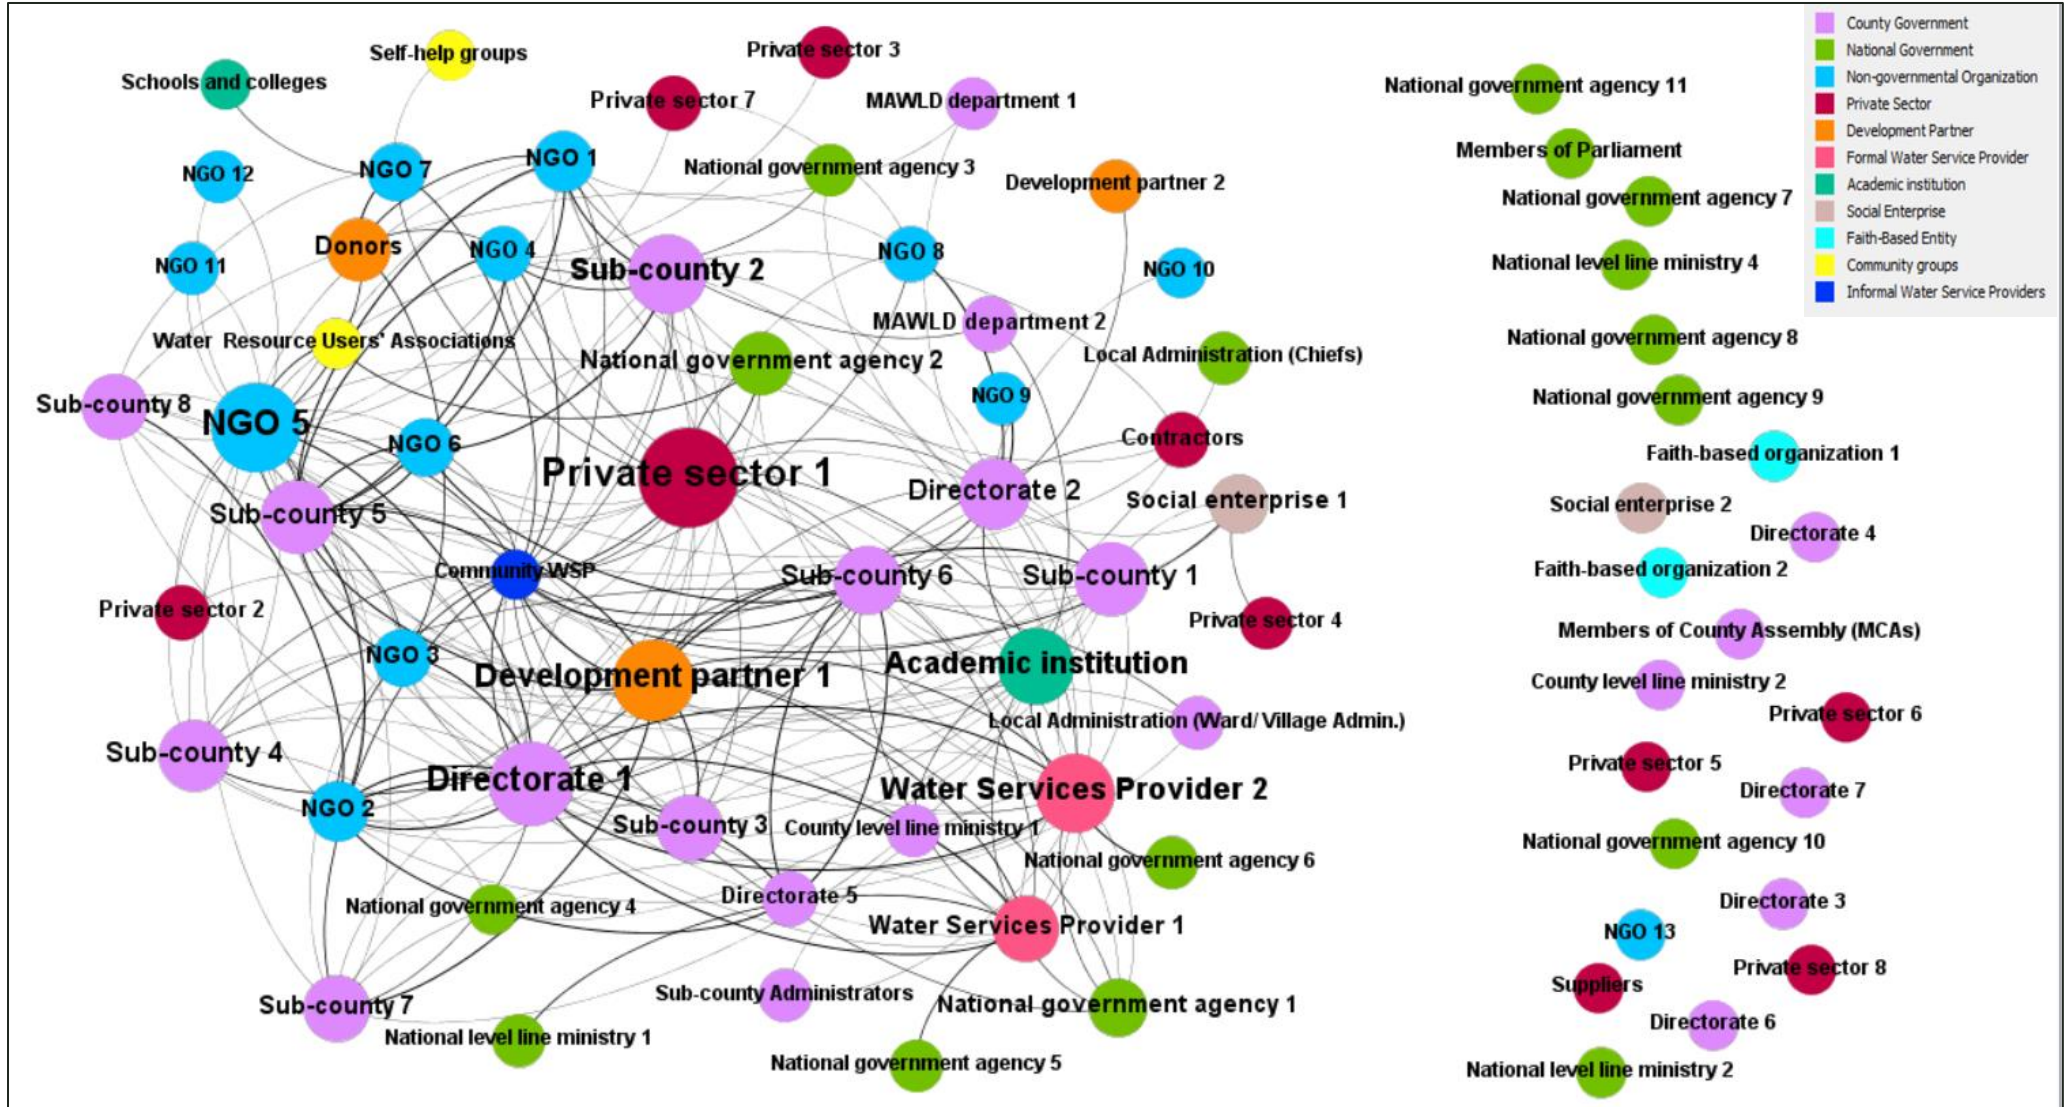 Self-help groups
Private sector 3
Schools and colleges
Private sector 7
MAWLD department 1
NGO 1
NGO 12
NGO 7
National government agency 3
Development partner 2
Donors
NGO 4
NGO 8
NGO 11
Sub-county 2
NGO 10
Water Resource Users' Associations
MAWLD department 2
National government agency 2
Local Administration (Chiefs)
Sub-county 8
NGO 5
NGO 9
NGO 6
Contractors
Private sector 1
Directorate 2
Social enterprise 1
Sub-county 5
Community WSP
Sub-county 6
Sub-county 1
Private sector 2
Private sector 4
NGO 3
Development partner 1
Academic institution
Local Administration (Ward/ Village Admin.)
Sub-county 4
Directorate 1
Water Services Provider 2
NGO 2
Sub-county 3
County level line ministry 1
National government agency 6
Directorate 5
National government agency 4
Water Services Provider 1
Sub-county 7
Sub-county Administrators
National government agency 1
National level line ministry 1
National government agency 5
National government agency 11
Members of Parliament
National government agency 7
National level line ministry 4
National government agency 8
National government agency 9
Faith-based organization 1
Social enterprise 2
Directorate 4
Faith-based organization 2
Members of County Assembly (MCAs)
County level line ministry 2
Private sector 6
Private sector 5
Directorate 7
National government agency 10
Directorate 3
NGO 13
Private sector 8
Suppliers
Directorate 6
National level line ministry 2
County Government
National Government
Non-governmental Organization
Private Sector
Development Partner
Formal Water Service Provider
Academic institution
Social Enterprise
Faith-Based Entity
Community groups
Informal Water Service Providers